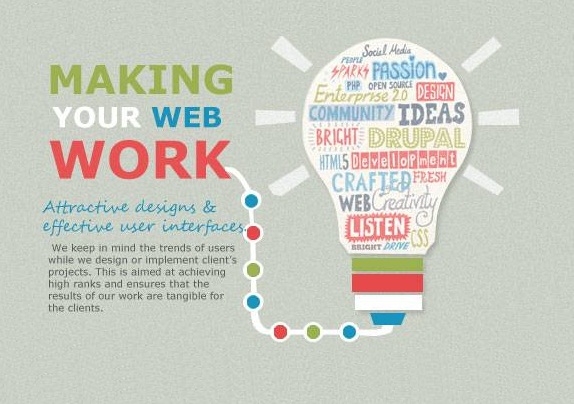 MAKING
YOUR WEB
WORK
Attractive designs &
effective user interfaces.
We keep in mind the trends of users
while we design or implement client's
projects. This is aimed at achieving
high ranks and ensures that the
results of our work are tangible for
the clients.
Social Media
PEOPLE
SPARKS PASSION
PHP OPEN SOURCE
Enterprise 2.0 DESIGN
COMMUNITY IDEAS
BRIGHT DRUPAL
HTML5 Development
CRAFTED FRESH
WEB Creativity
LISTEN
BRIGHT DRIVE CSS